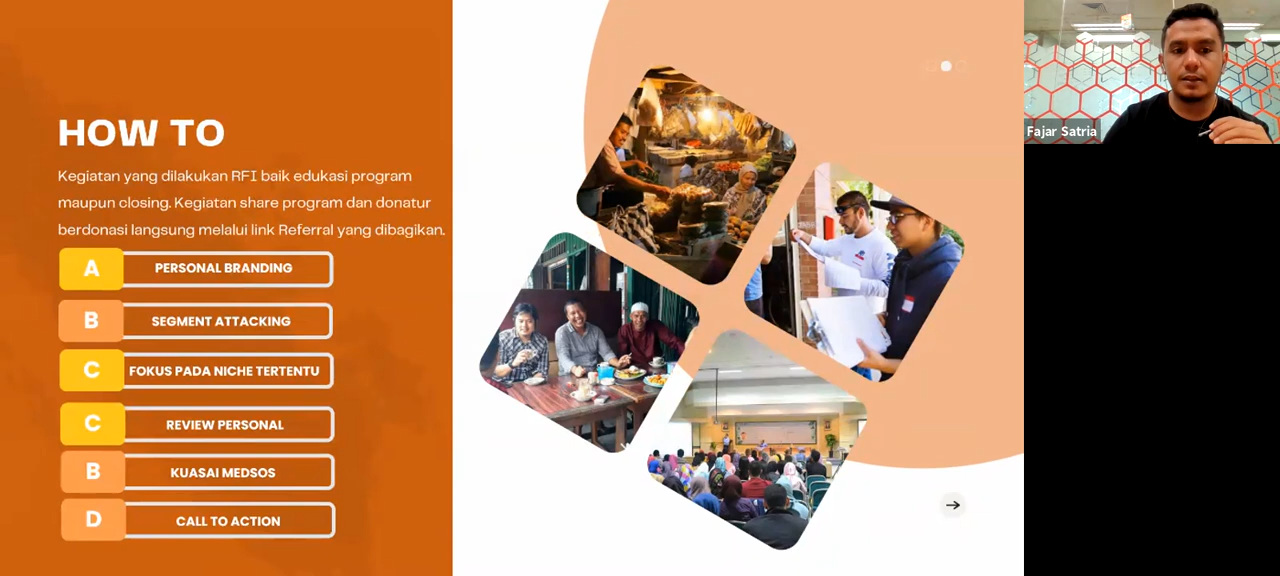 HOW TO
Kegiatan yang dilakukan RFI baik edukasi program
maupun closing. Kegiatan share program dan donatur
berdonasi langsung melalui link Referral yang dibagikan.
A PERSONAL BRANDING
B SEGMENT ATTACKING
C FOKUS PADA NICHE TERTENTU
C REVIEW PERSONAL
B KUASAI MEDSOS
D CALL TO ACTION
Fajar Satria